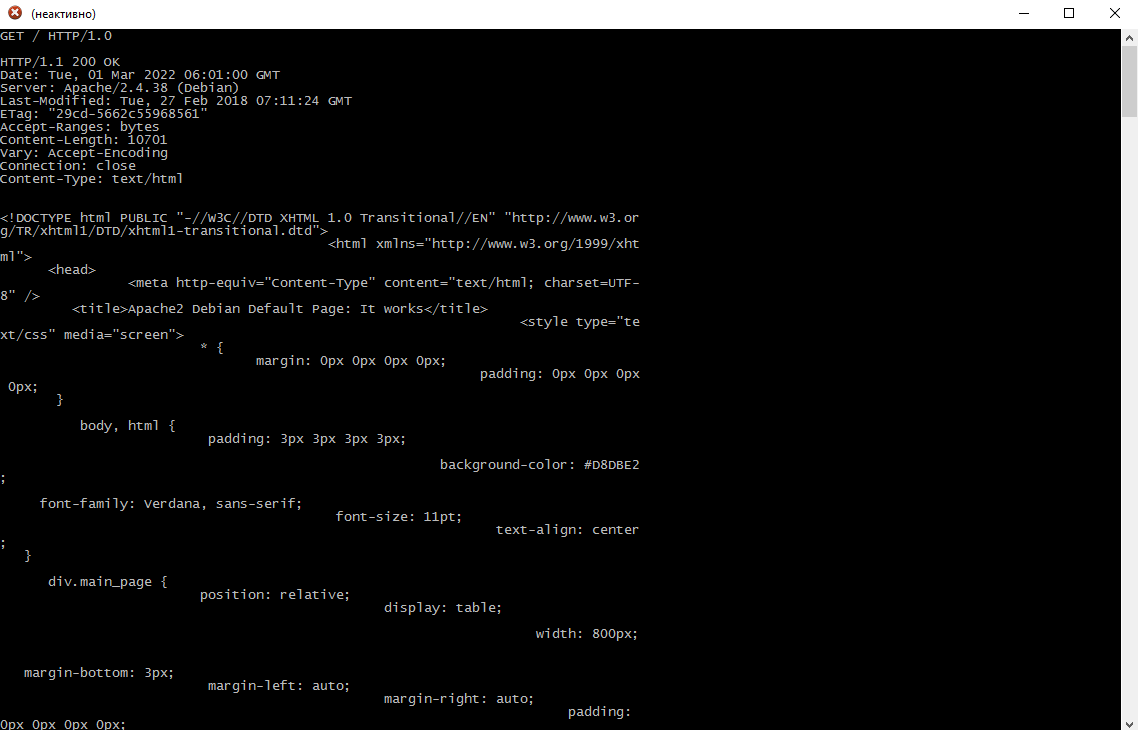 (неактивно)
GET / HTTP/1.0
HTTP/1.1 200 OK
Date: Tue, 01 Mar 2022 06:01:00 GMT
Server: Apache/2.4.38 (Debian)
Last-Modified: Tue, 27 Feb 2018 07:11:24 GMT
ETag: "29cd-5662c55968561"
Accept-Ranges: bytes
Content-Length: 10701
Vary: Accept-Encoding
Connection: close
Content-Type: text/html
<!DOCTYPE html PUBLIC "-//W3C//DTD XHTML 1.0 Transitional//EN" "http://www.w3.or
g/TR/xhtml1/DTD/xhtml1-transitional.dtd">
<html xmlns="http://www.w3.org/1999/xht
ml">
<head>
<meta http-equiv="Content-Type" content="text/html; charset=UTF-
8" />
<title>Apache2 Debian Default Page: It works</title>
<style type="te
xt/css" media="screen">
* {
margin: 0px 0px 0px 0px;
padding: 0px 0px 0px
0px;
}
body, html {
padding: 3px 3px 3px 3px;
background-color: #D8DBE2
;
font-family: Verdana, sans-serif;
font-size: 11pt;
text-align: center
;
}
div.main_page {
position: relative;
display: table;
width: 800px;
margin-bottom: 3px;
margin-left: auto;
margin-right: auto;
padding:
0px 0px 0px 0px;